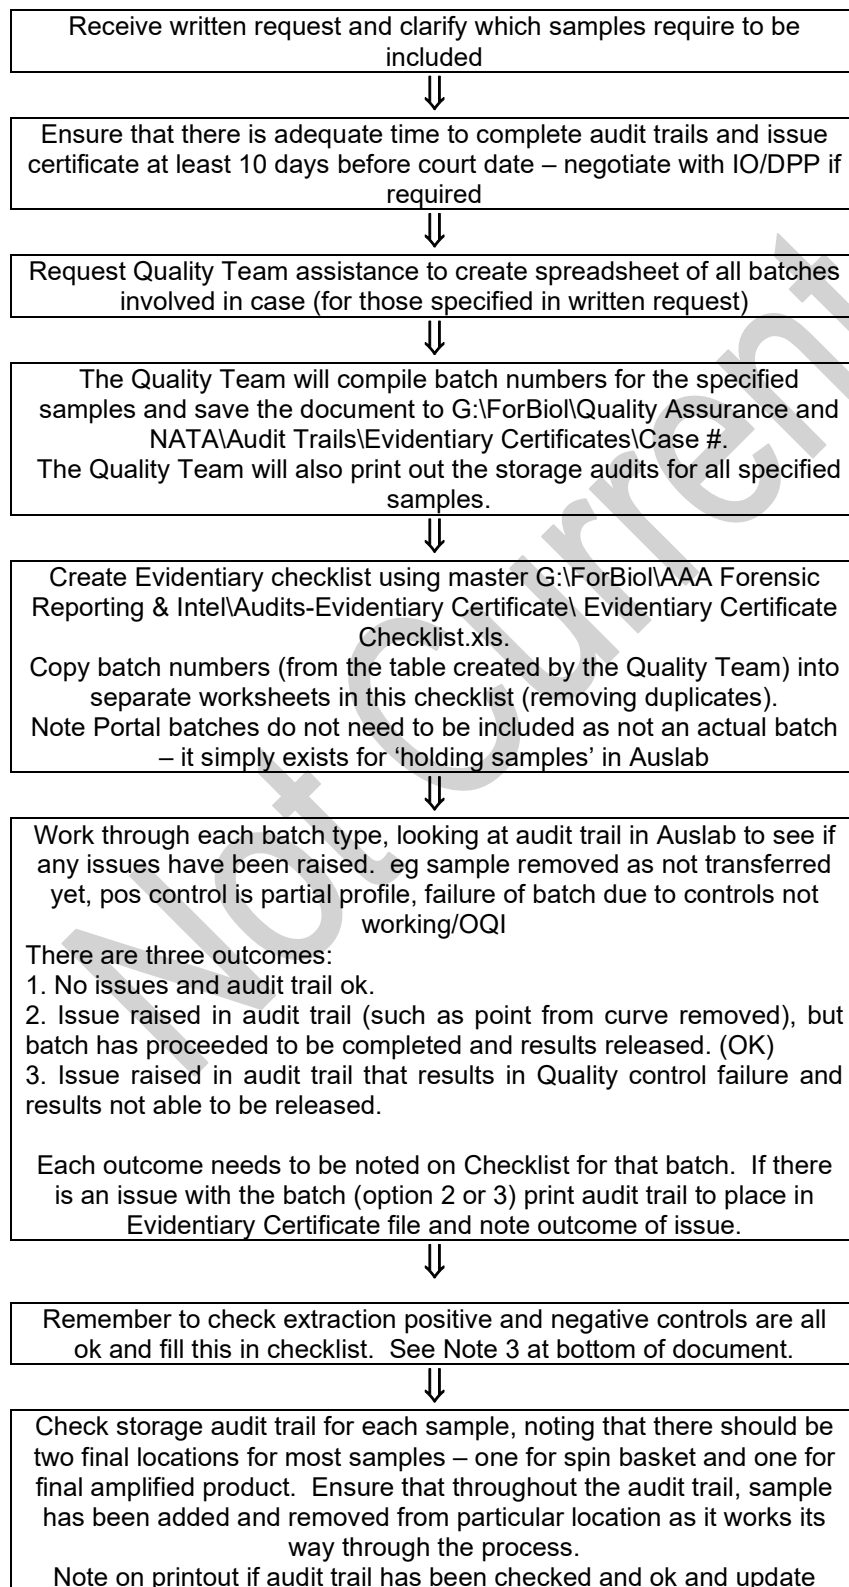 Receive written request and clarify which samples require to be
included
⇓
Ensure that there is adequate time to complete audit trails and issue
certificate at least 10 days before court date – negotiate with IO/DPP if
required
⇓
Request Quality Team assistance to create spreadsheet of all batches
involved in case (for those specified in written request)
⇓
The Quality Team will compile batch numbers for the specified
samples and save the document to G:\ForBiol\Quality Assurance and
NATA\Audit Trails\Evidentiary Certificates\Case #.
The Quality Team will also print out the storage audits for all specified
samples.
⇓
Create Evidentiary checklist using master G:\ForBiol\AAA Forensic
Reporting & Intel\Audits-Evidentiary Certificate\ Evidentiary Certificate
Checklist.xls.
Copy batch numbers (from the table created by the Quality Team) into
separate worksheets in this checklist (removing duplicates).
Note Portal batches do not need to be included as not an actual batch
– it simply exists for ‘holding samples’ in Auslab
⇓
Work through each batch type, looking at audit trail in Auslab to see if
any issues have been raised. eg sample removed as not transferred
yet, pos control is partial profile, failure of batch due to controls not
working/OQI
There are three outcomes:
1. No issues and audit trail ok.
2. Issue raised in audit trail (such as point from curve removed), but
batch has proceeded to be completed and results released. (OK)
3. Issue raised in audit trail that results in Quality control failure and
results not able to be released.
Each outcome needs to be noted on Checklist for that batch. If there
is an issue with the batch (option 2 or 3) print audit trail to place in
Evidentiary Certificate file and note outcome of issue.
⇓
Remember to check extraction positive and negative controls are all
ok and fill this in checklist. See Note 3 at bottom of document.
⇓
Check storage audit trail for each sample, noting that there should be
two final locations for most samples – one for spin basket and one for
final amplified product. Ensure that throughout the audit trail, sample
has been added and removed from particular location as it works its
way through the process.
Note on printout if audit trail has been checked and ok and update
Not Current